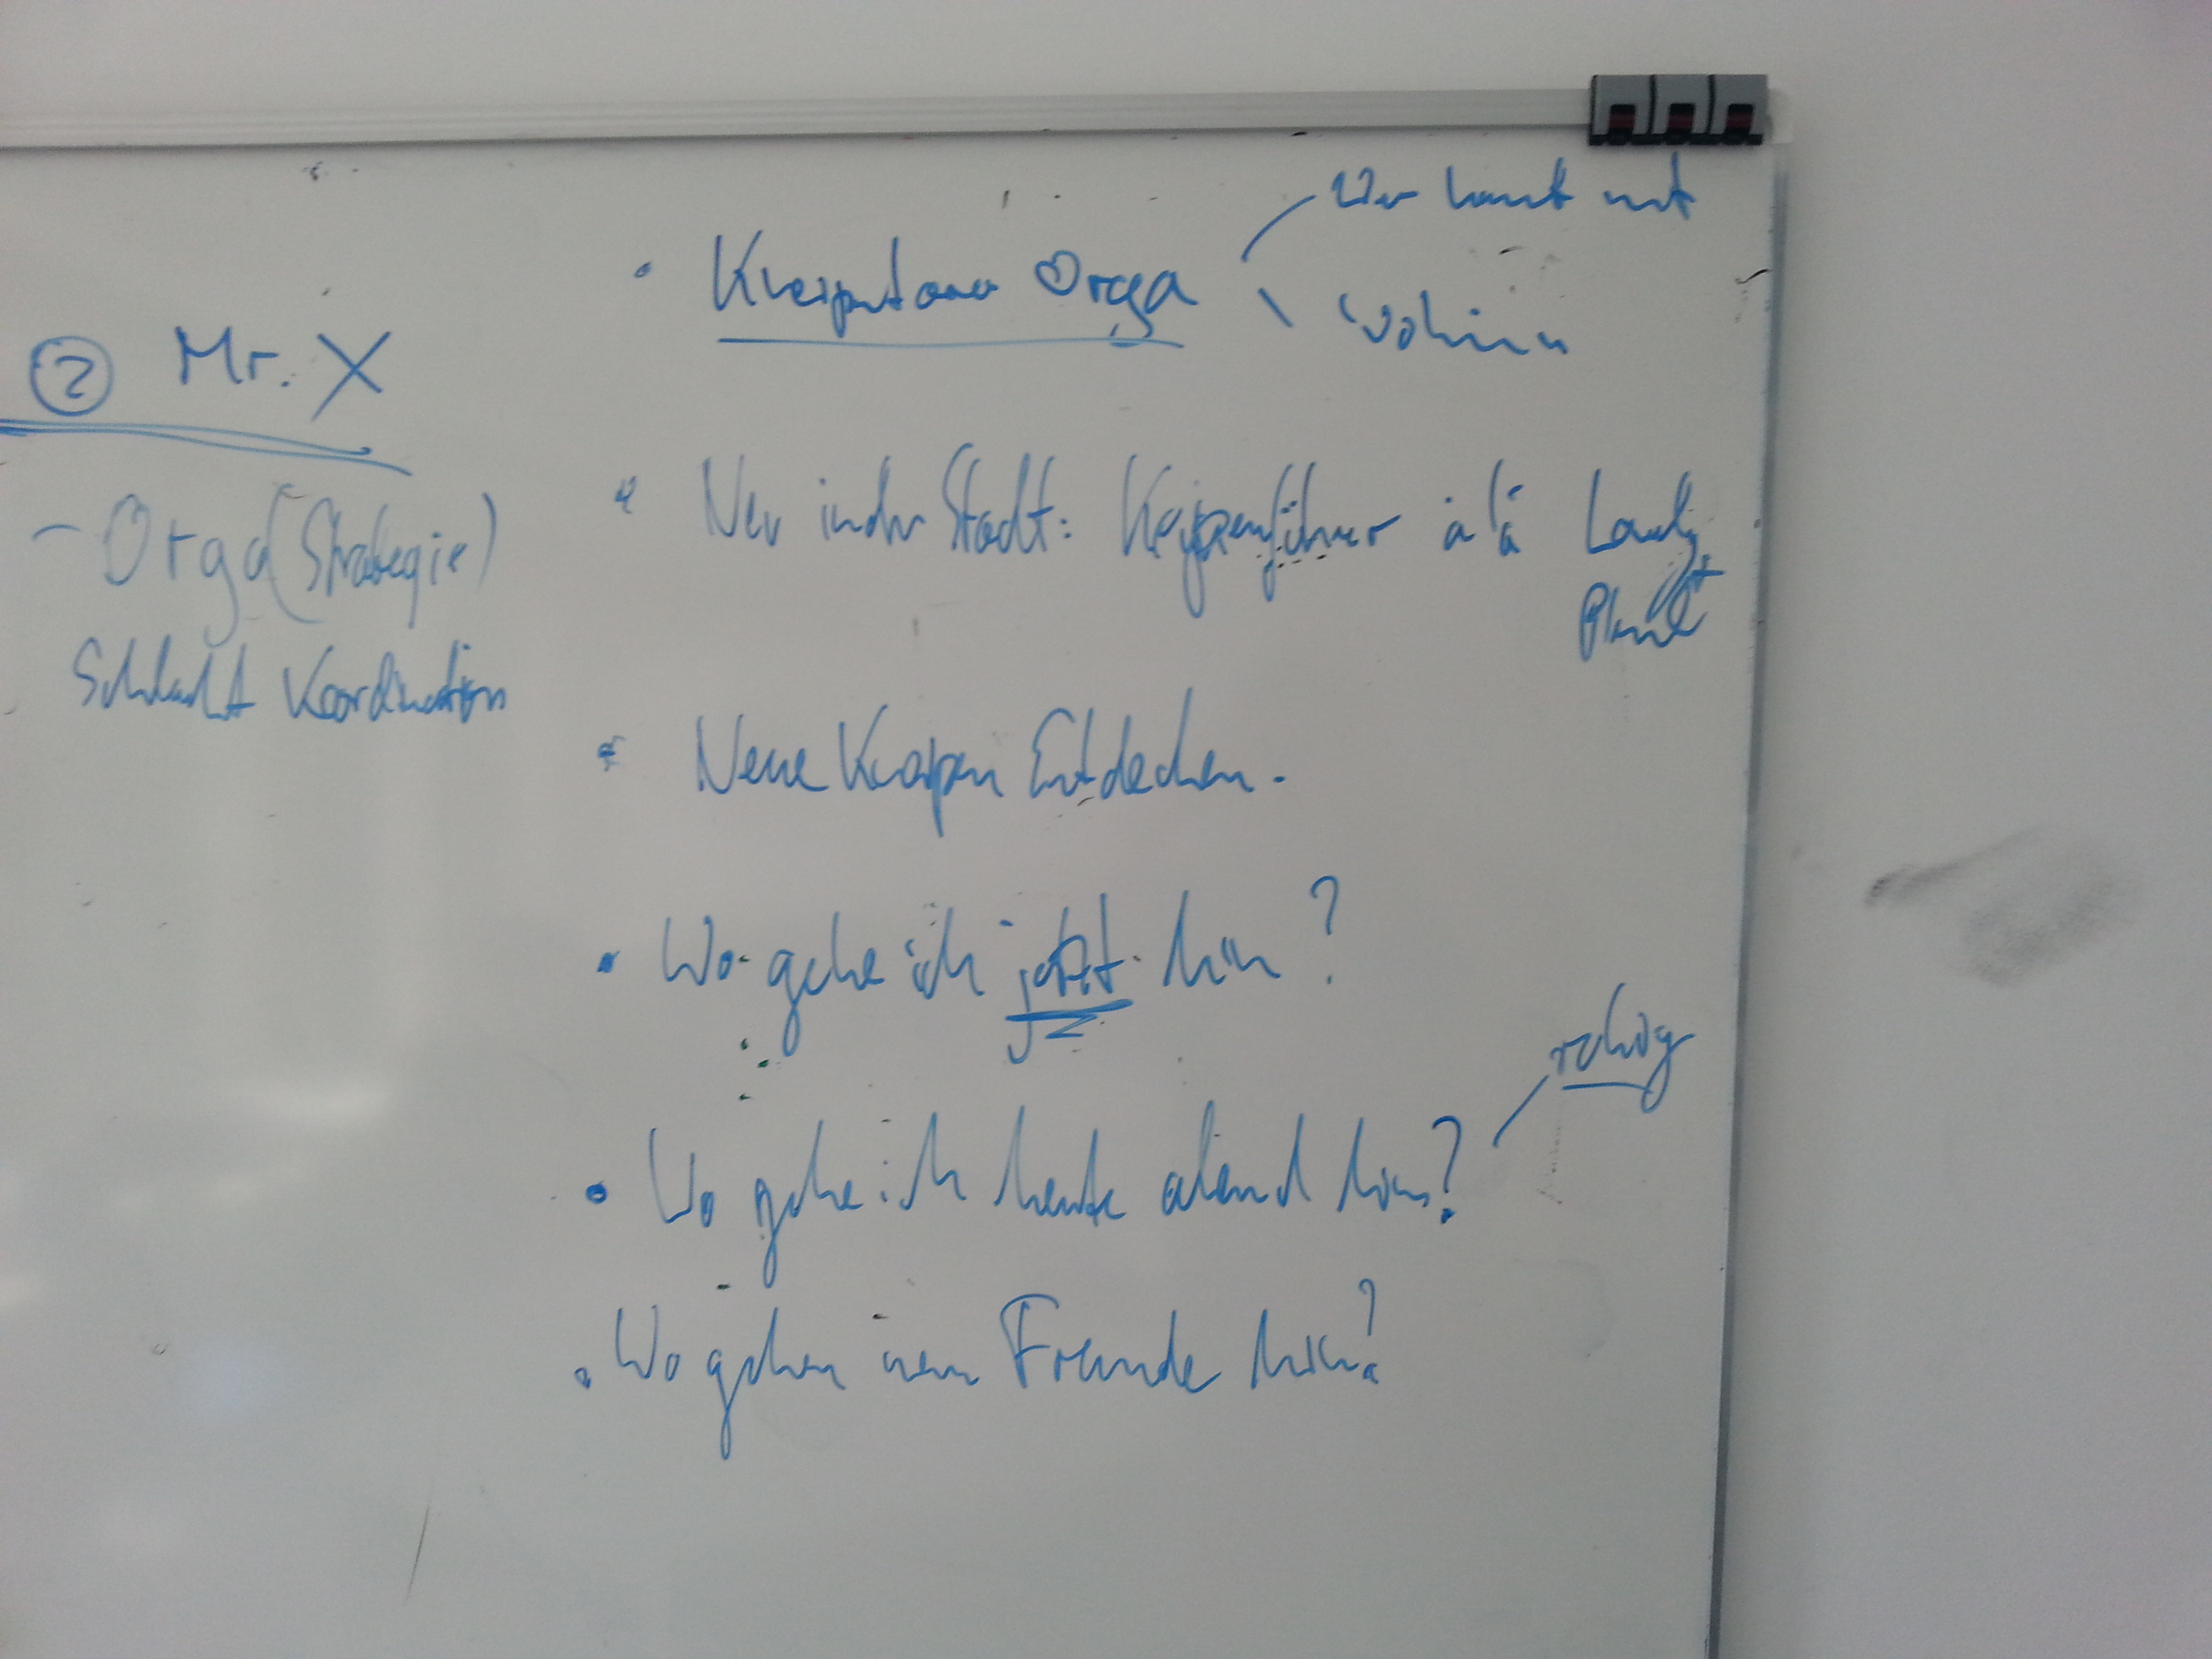 ② Mr. X
- Orga (Strategie)
Schlacht Koordination
• Kneipentour Orga
Wer kommt mit
Wohin
• Neu in der Stadt: Kneipenführer à lá Lonely
Planet
• Neue Kneipen Entdecken.
• Wo gehe ich jetzt hin?
• Wo gehe ich heute abend hin?
ruhig
• Wo gehen mein Freunde hin?